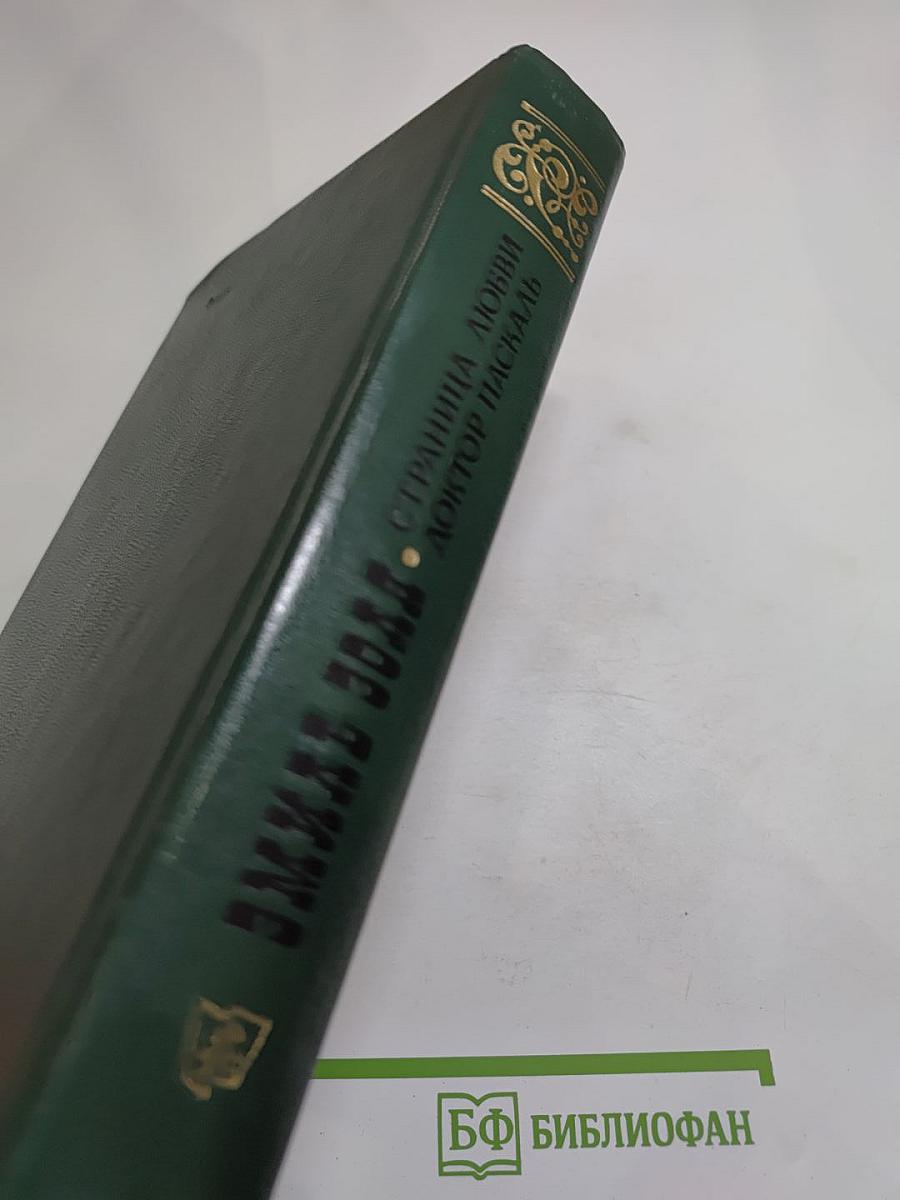 ЭМИЛЬ ЗОЛЯ • СТРАНИЦА ЛЮБВИ
ДОКТОР ПАСКАЛЬ
БФ БИБЛИОФАН